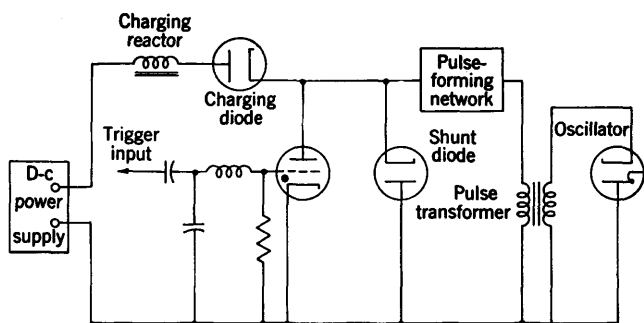 Charging
reactor
Charging
diode
Pulse-
forming
network
Trigger
input
Shunt
diode
Oscillator
D-c
power
supply
Pulse
transformer